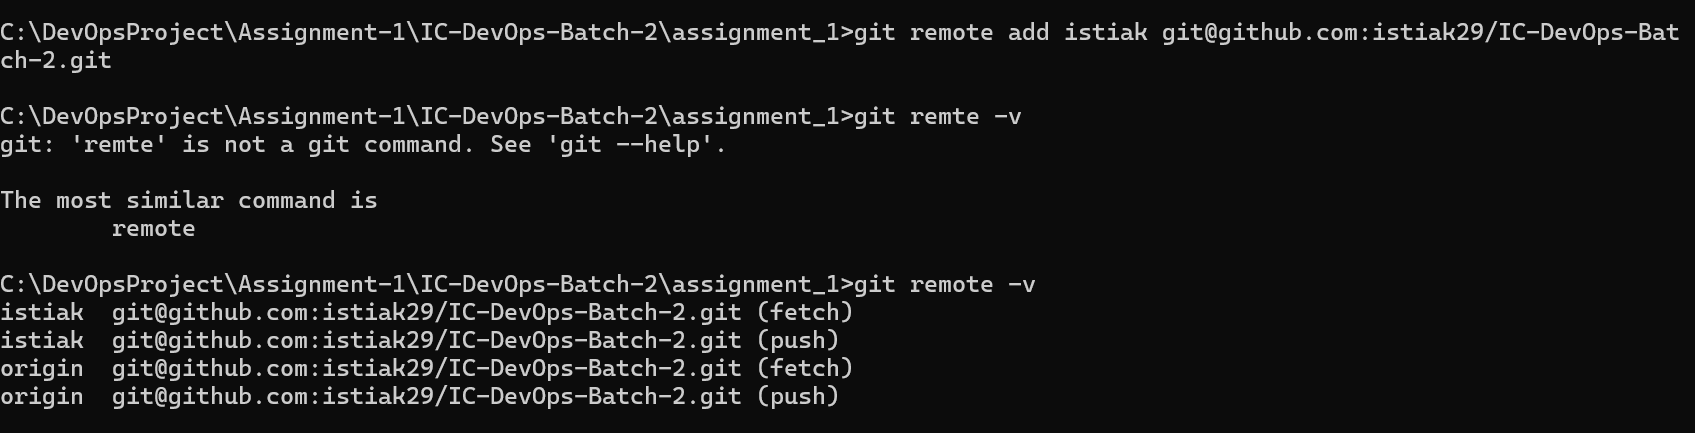 C:\DevOpsProject\Assignment-1\IC-DevOps-Batch-2\assignment_1>git remote add istiak git@github.com:istiak29/IC-DevOps-Bat
ch-2.git
C:\DevOpsProject\Assignment-1\IC-DevOps-Batch-2\assignment_1>git remte -v
git: 'remte' is not a git command. See 'git --help'.
The most similar command is
        remote
C:\DevOpsProject\Assignment-1\IC-DevOps-Batch-2\assignment_1>git remote -v
istiak  git@github.com:istiak29/IC-DevOps-Batch-2.git (fetch)
istiak  git@github.com:istiak29/IC-DevOps-Batch-2.git (push)
origin  git@github.com:istiak29/IC-DevOps-Batch-2.git (fetch)
origin  git@github.com:istiak29/IC-DevOps-Batch-2.git (push)